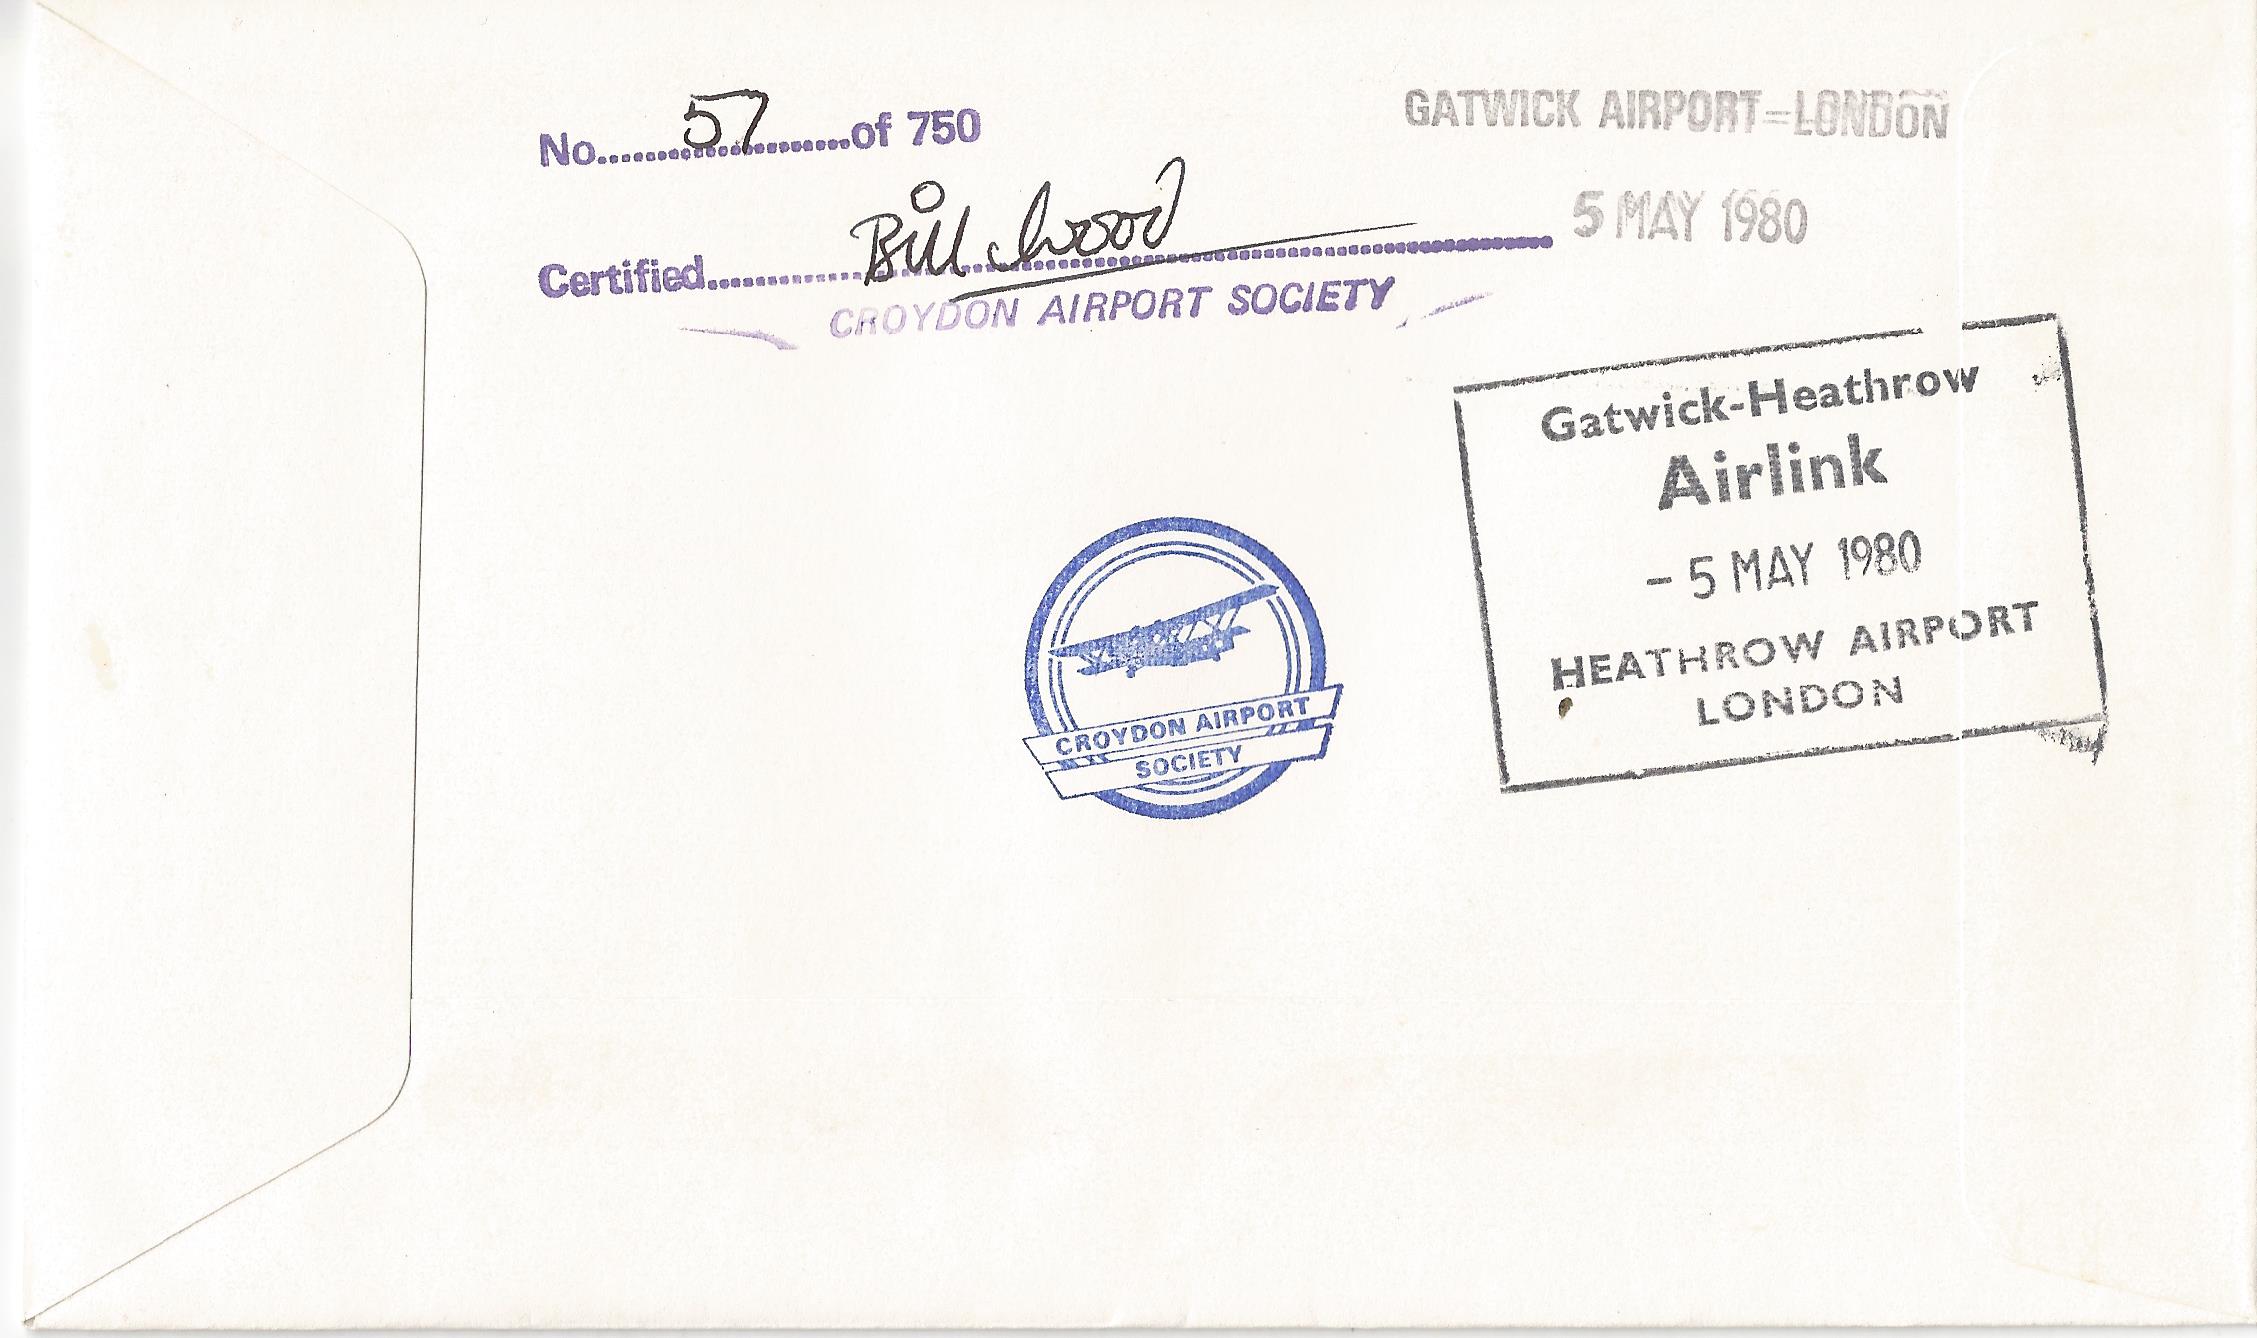 No..........57..........of 750
GATWICK AIRPORT=LONDON
5 MAY 1980
Certified..........Bill Wood..........
CROYDON AIRPORT SOCIETY
Gatwick-Heathrow
Airlink
- 5 MAY 1980
HEATHROW AIRPORT
LONDON
CROYDON AIRPORT
SOCIETY